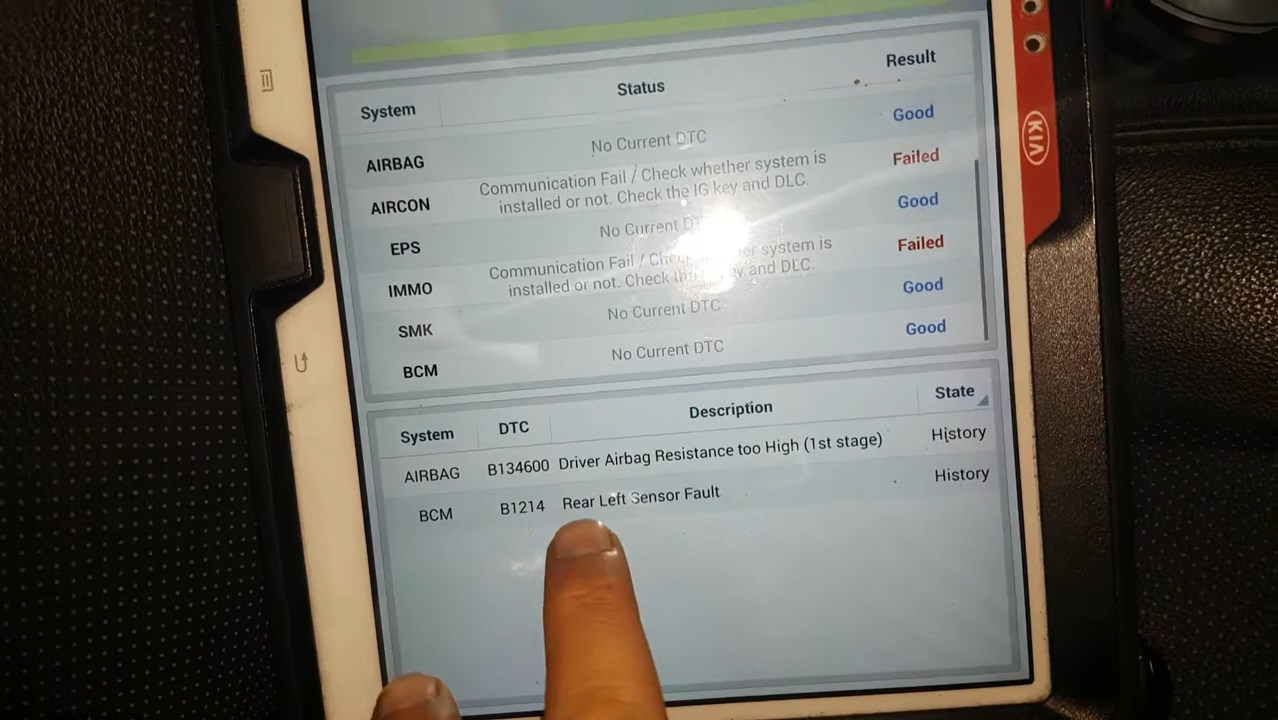 System Status Result
AIRBAG No Current DTC Good
AIRCON Communication Fail / Check whether system is installed or not. Check the IG key and DLC. Failed
EPS No Current Good
IMMO Communication Fail / system is installed or not. Check and DLC. Failed
SMK No Current DTC Good
BCM No Current DTC Good
System DTC Description State
AIRBAG B134600 Driver Airbag Resistance too High (1st stage) History
BCM B1214 Rear Left Sensor Fault History
KIA